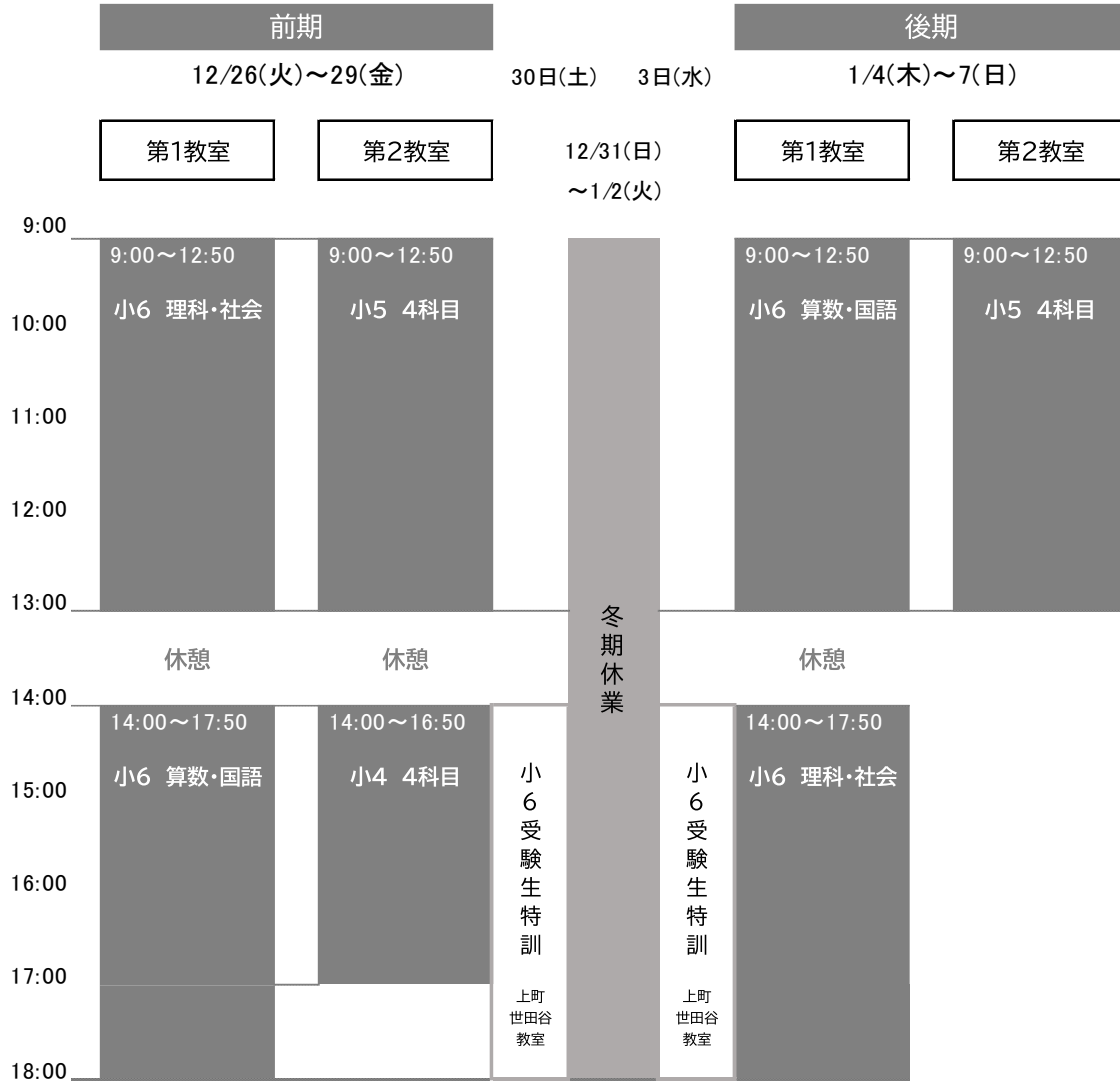 前期
後期
12/26(火)～29(金)
30日(土)
3日(水)
1/4(木)～7(日)
第1教室
第2教室
12/31(日)
～1/2(火)
第1教室
第2教室
9:00
10:00
11:00
12:00
13:00
14:00
15:00
16:00
17:00
18:00
9:00～12:50
小6 理科・社会
9:00～12:50
小5 4科目
9:00～12:50
小6 算数・国語
9:00～12:50
小5 4科目
冬期休業
休憩
休憩
休憩
14:00～17:50
小6 算数・国語
14:00～16:50
小4 4科目
小6受験生特訓
上町
世田谷
教室
小6受験生特訓
上町
世田谷
教室
14:00～17:50
小6 理科・社会